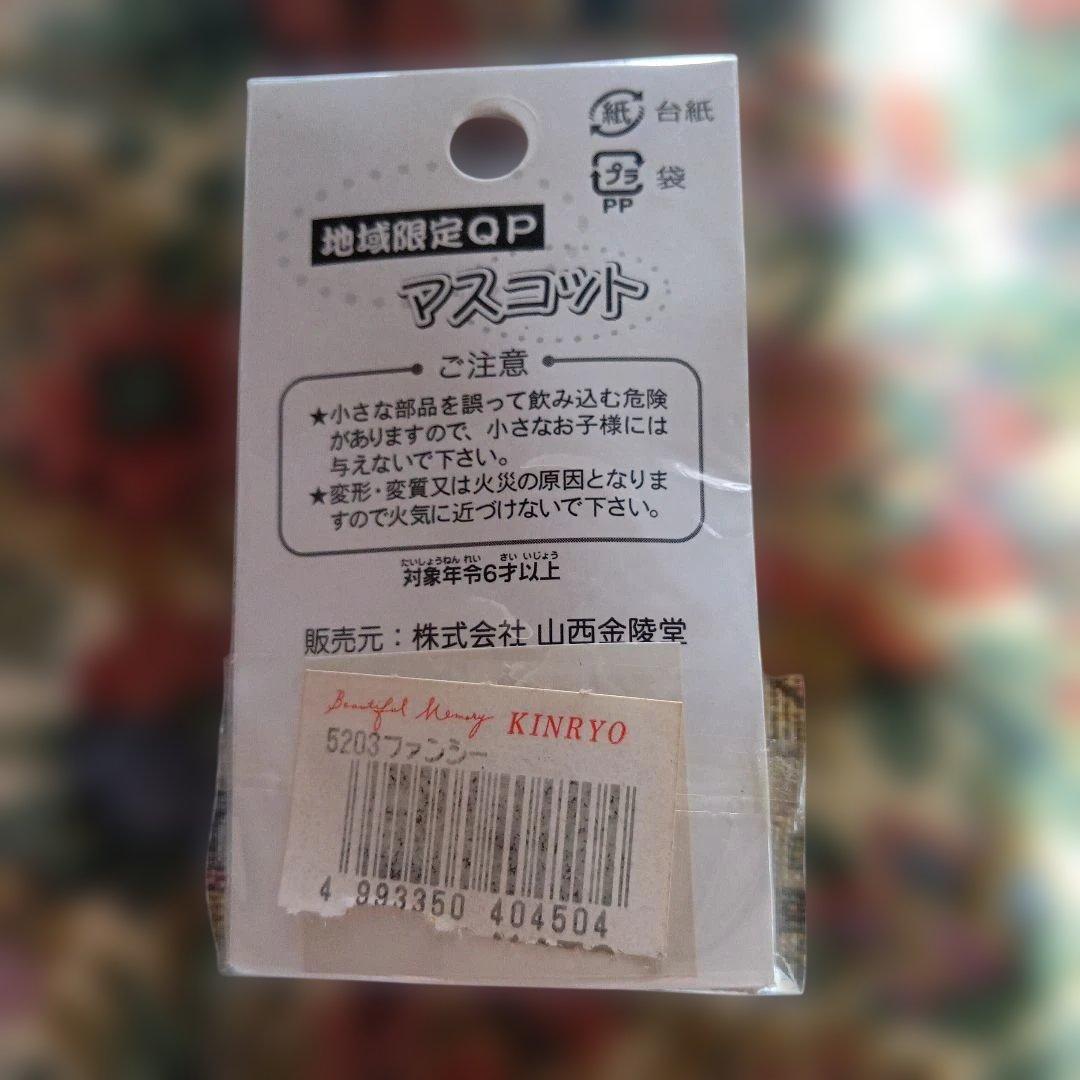 紙 台紙
プラ 袋
PP
地域限定QP
マスコット
ご注意
★小さな部品を誤って飲み込む危険
がありますので、小さなお子様には
与えないで下さい。
★変形・変質又は火災の原因となりま
すので火気に近づけないで下さい。
たいしょうねんれい さい いじょう
対象年令6才以上
販売元：株式会社 山西金陵堂
Beautiful Memory KINRYO
5203ファンシー
4 993350 404504